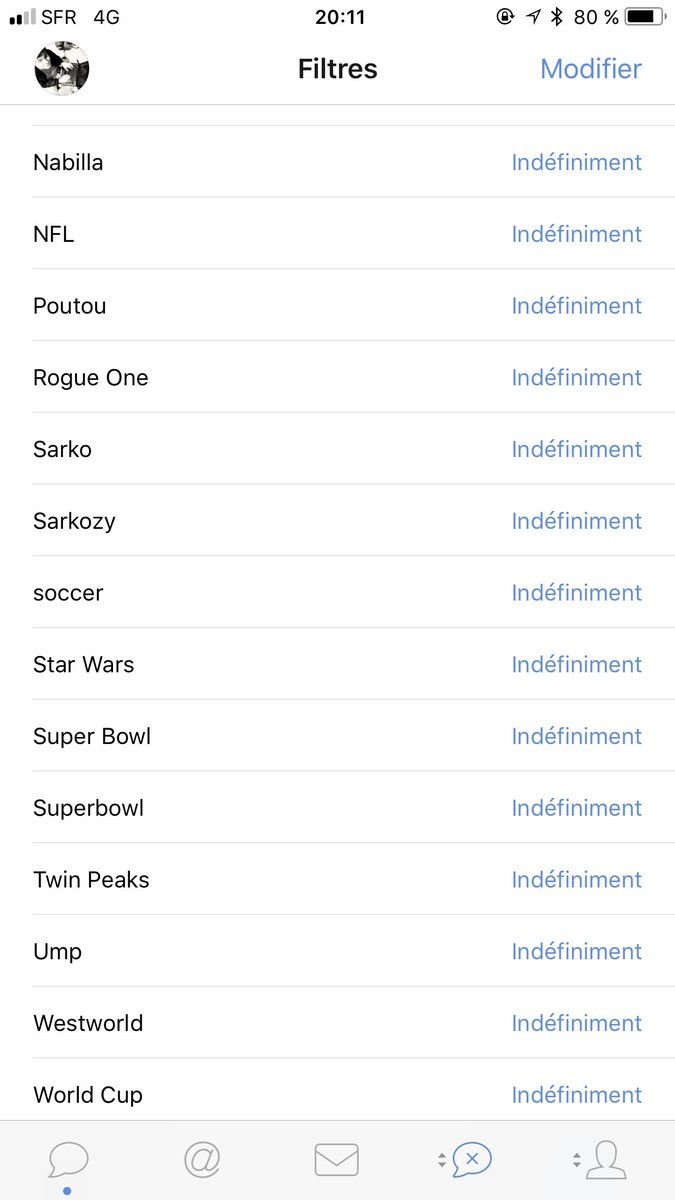 SFR 4G 20:11 80 %
Filtres Modifier
Nabilla Indéfiniment
NFL Indéfiniment
Poutou Indéfiniment
Rogue One Indéfiniment
Sarko Indéfiniment
Sarkozy Indéfiniment
soccer Indéfiniment
Star Wars Indéfiniment
Super Bowl Indéfiniment
Superbowl Indéfiniment
Twin Peaks Indéfiniment
Ump Indéfiniment
Westworld Indéfiniment
World Cup Indéfiniment
@